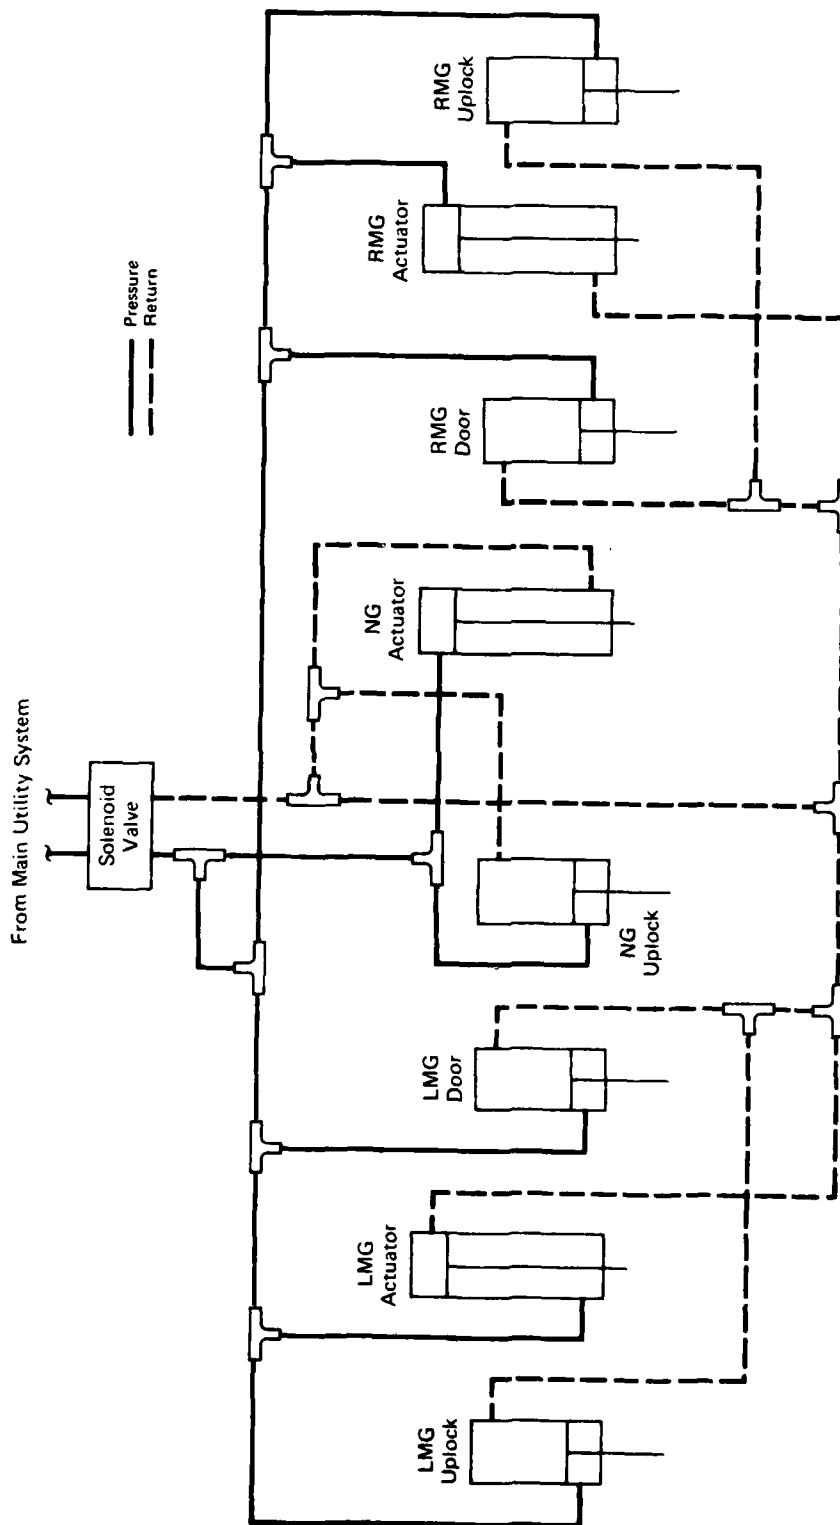 From Main Utility System
Solenoid
Valve
Pressure
Return
LMG
Uplock
LMG
Actuator
LMG
Door
NG
Uplock
NG
Actuator
RMG
Door
RMG
Actuator
RMG
Uplock